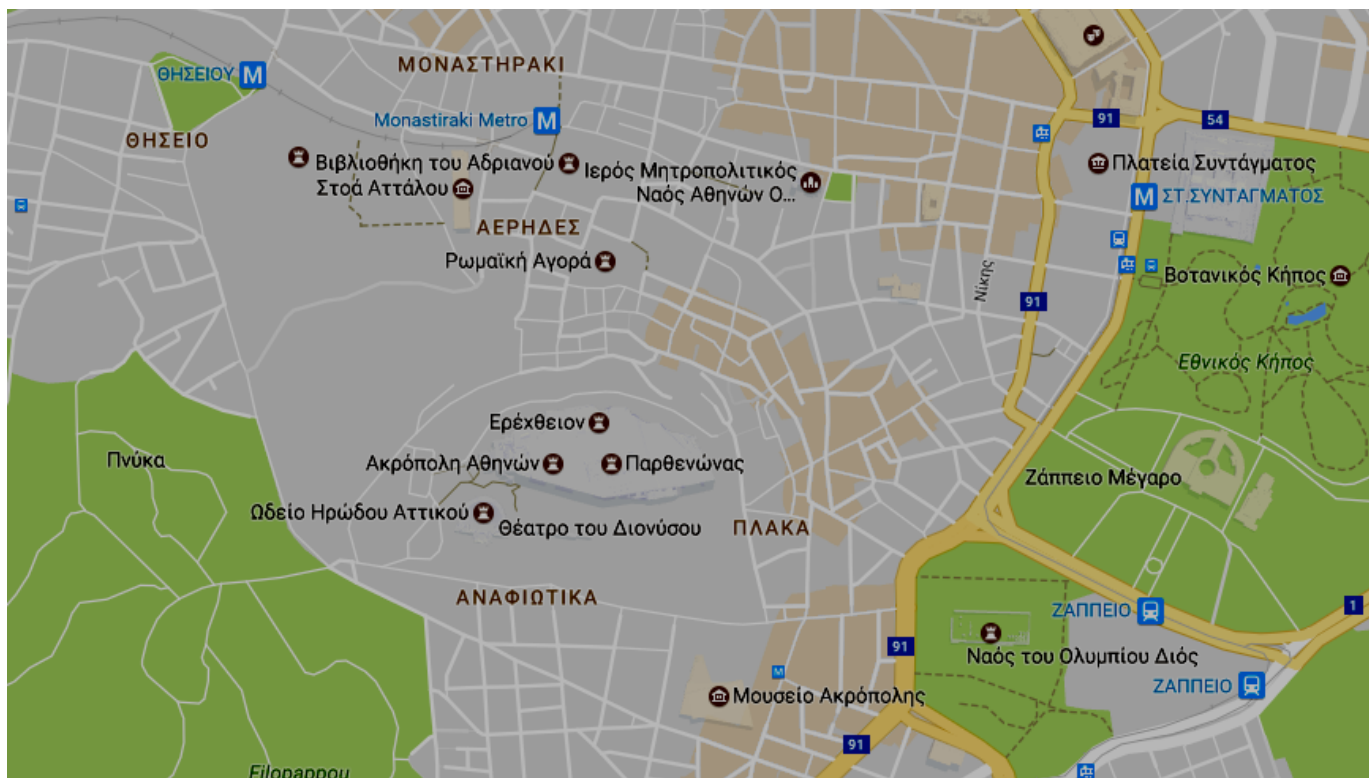 ΘΗΣΕΙΟΥ M
ΜΟΝΑΣΤΗΡΑΚΙ
Monastiraki Metro M
ΘΗΣΕΙΟ
91
54
Βιβλιοθήκη του Αδριανού
Ιερός Μητροπολιτικός
Ναός Αθηνών Ο...
Πλατεία Συντάγματος
Στοά Αττάλου
M ΣΤ.ΣΥΝΤΑΓΜΑΤΟΣ
ΑΕΡΗΔΕΣ
Ρωμαϊκή Αγορά
Νίκης
Βοτανικός Κήπος
91
Εθνικός Κήπος
Ερέχθειον
Πνύκα
Ακρόπολη Αθηνών
Παρθενώνας
Ζάππειο Μέγαρο
Ωδείο Ηρώδου Αττικού
Θέατρο του Διονύσου
ΠΛΑΚΑ
ΑΝΑΦΙΩΤΙΚΑ
ΖΑΠΠΕΙΟ
1
91
Ναός του Ολυμπίου Διός
M
ΖΑΠΠΕΙΟ
Μουσείο Ακρόπολης
91
Filopappou